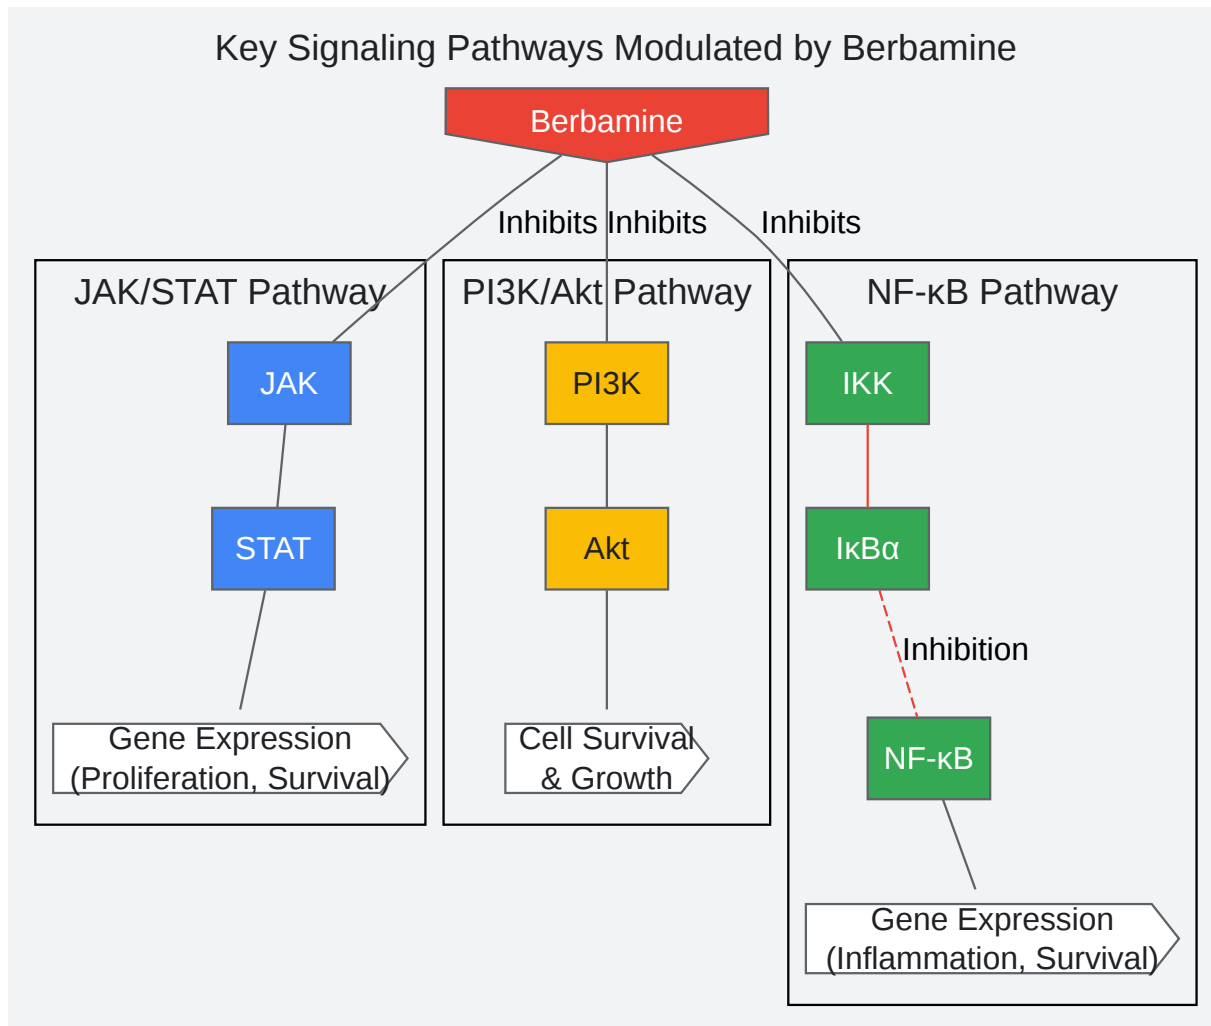 Key Signaling Pathways Modulated by Berbamine
Berbamine
Inhibits
Inhibits
Inhibits
JAK/STAT Pathway
PI3K/Akt Pathway
NF-κB Pathway
JAK
PI3K
IKK
STAT
Akt
IκBα
Inhibition
Gene Expression
(Proliferation, Survival)
Cell Survival
& Growth
NF-κB
Gene Expression
(Inflammation, Survival)